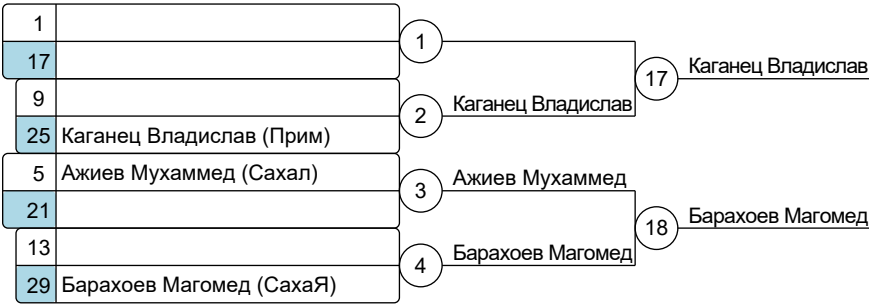 1
17
1
9
25 Каганец Владислав (Прим)
2
Каганец Владислав
17
Каганец Владислав
5 Ажиев Мухаммед (Сахал)
21
3
Ажиев Мухаммед
13
29 Барахоев Магомед (СахаЯ)
4
Барахоев Магомед
18
Барахоев Магомед